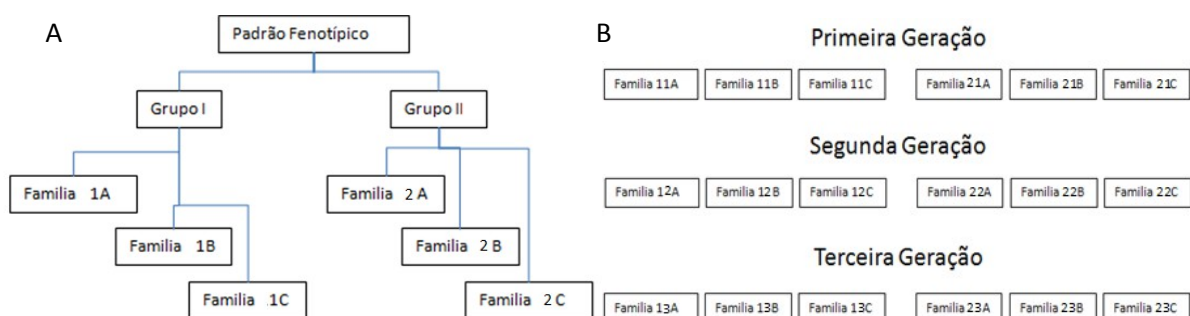 A
Padrão Fenotípico
Grupo I
Grupo II
Familia 1A
Familia 2 A
Familia 1B
Familia 2 B
Familia 1C
Familia 2 C
B
Primeira Geração
Familia 11A Familia 11B Familia 11C Familia 21A Familia 21B Familia 21C
Segunda Geração
Familia 12A Familia 12B Familia 12C Familia 22A Familia 22B Familia 22C
Terceira Geração
Familia 13A Familia 13B Familia 13C Familia 23A Familia 23B Familia 23C